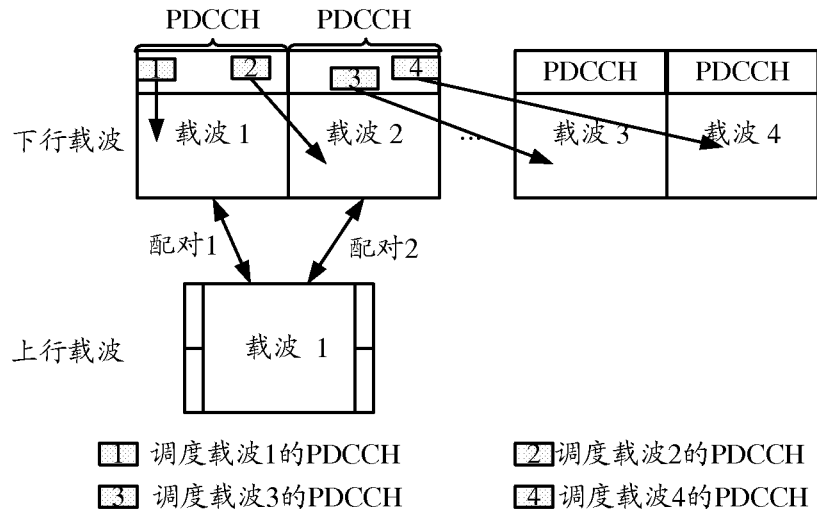 PDCCH PDCCH
1 2 3 4 PDCCH PDCCH
下行载波 载波 1 载波 2 ... 载波 3 载波 4
配对1 配对2
上行载波 载波 1
1 调度载波1的PDCCH 2 调度载波2的PDCCH
3 调度载波3的PDCCH 4 调度载波4的PDCCH